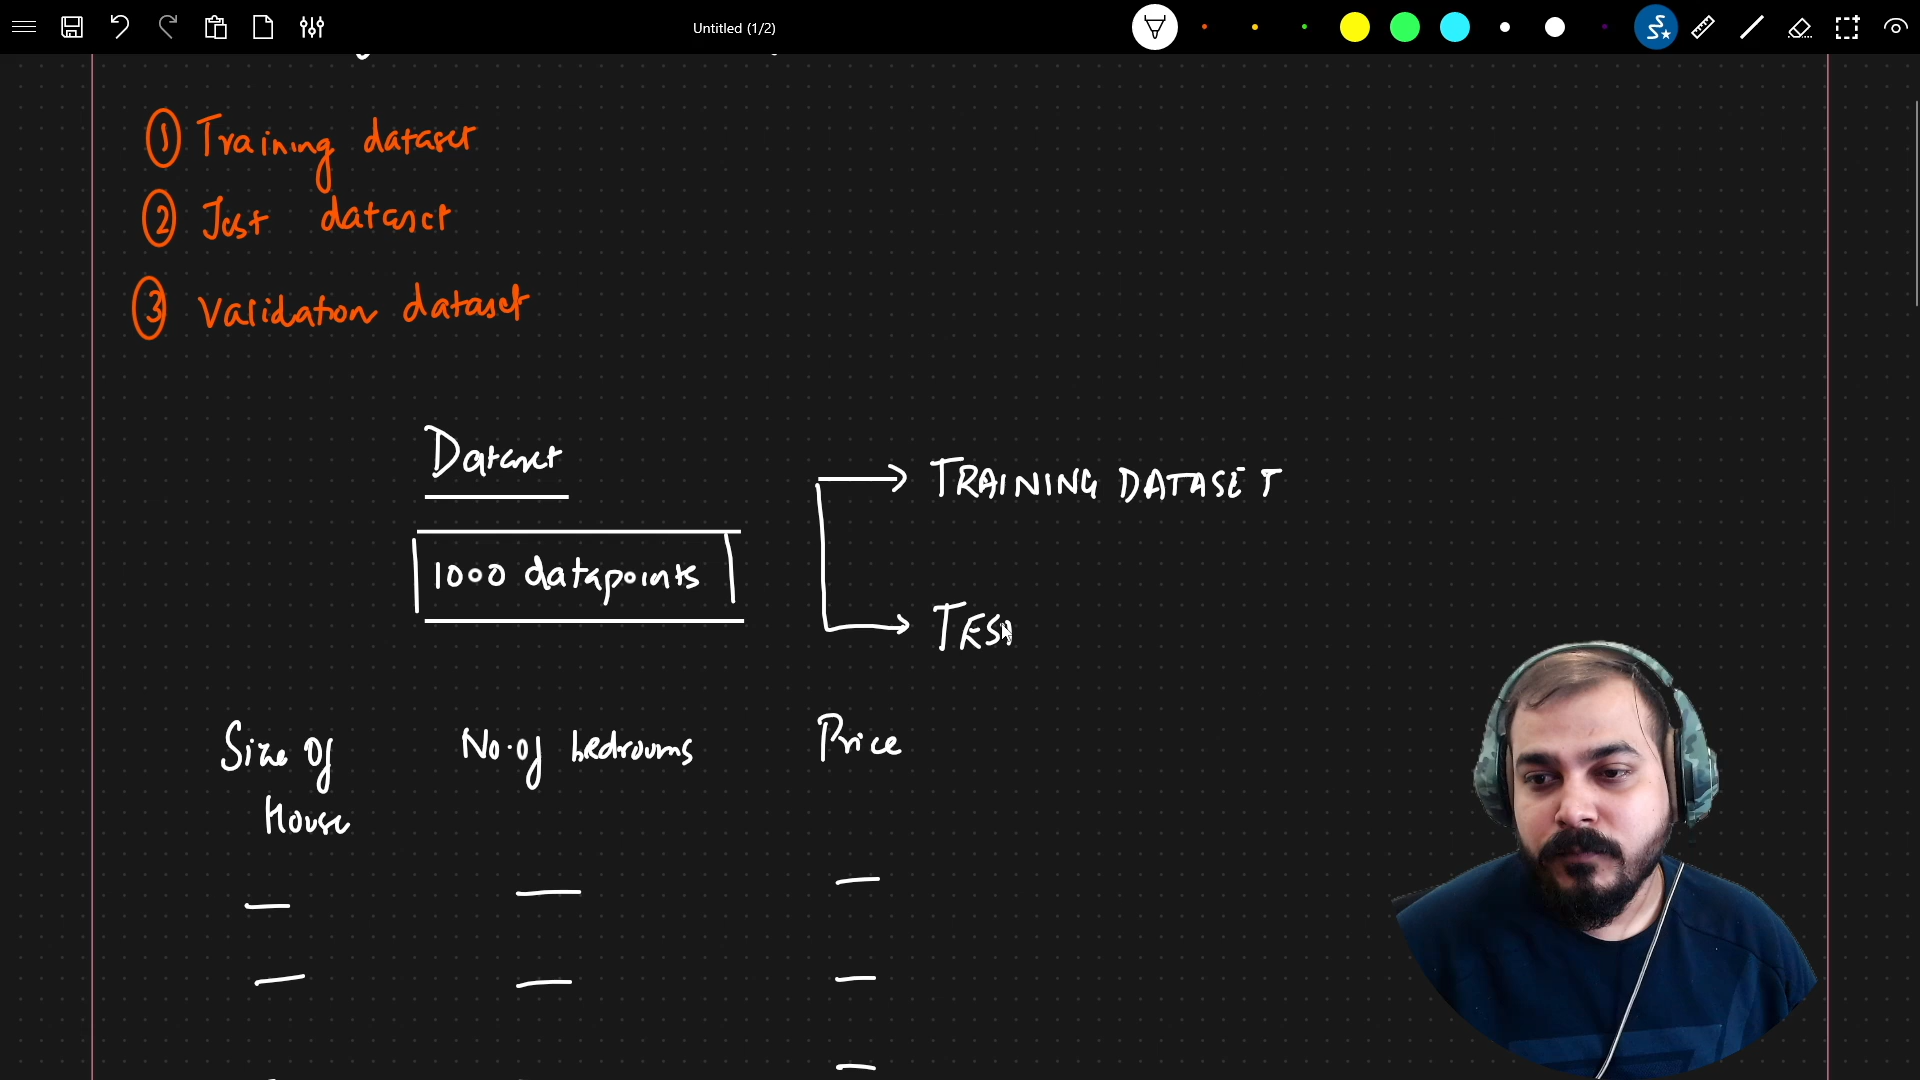 Untitled (1/2)
① Training dataset
② Test dataset
③ Validation dataset
Dataset
1000 datapoints
TRAINING DATASET
TES
Size Of House
No. of bedrooms
Price